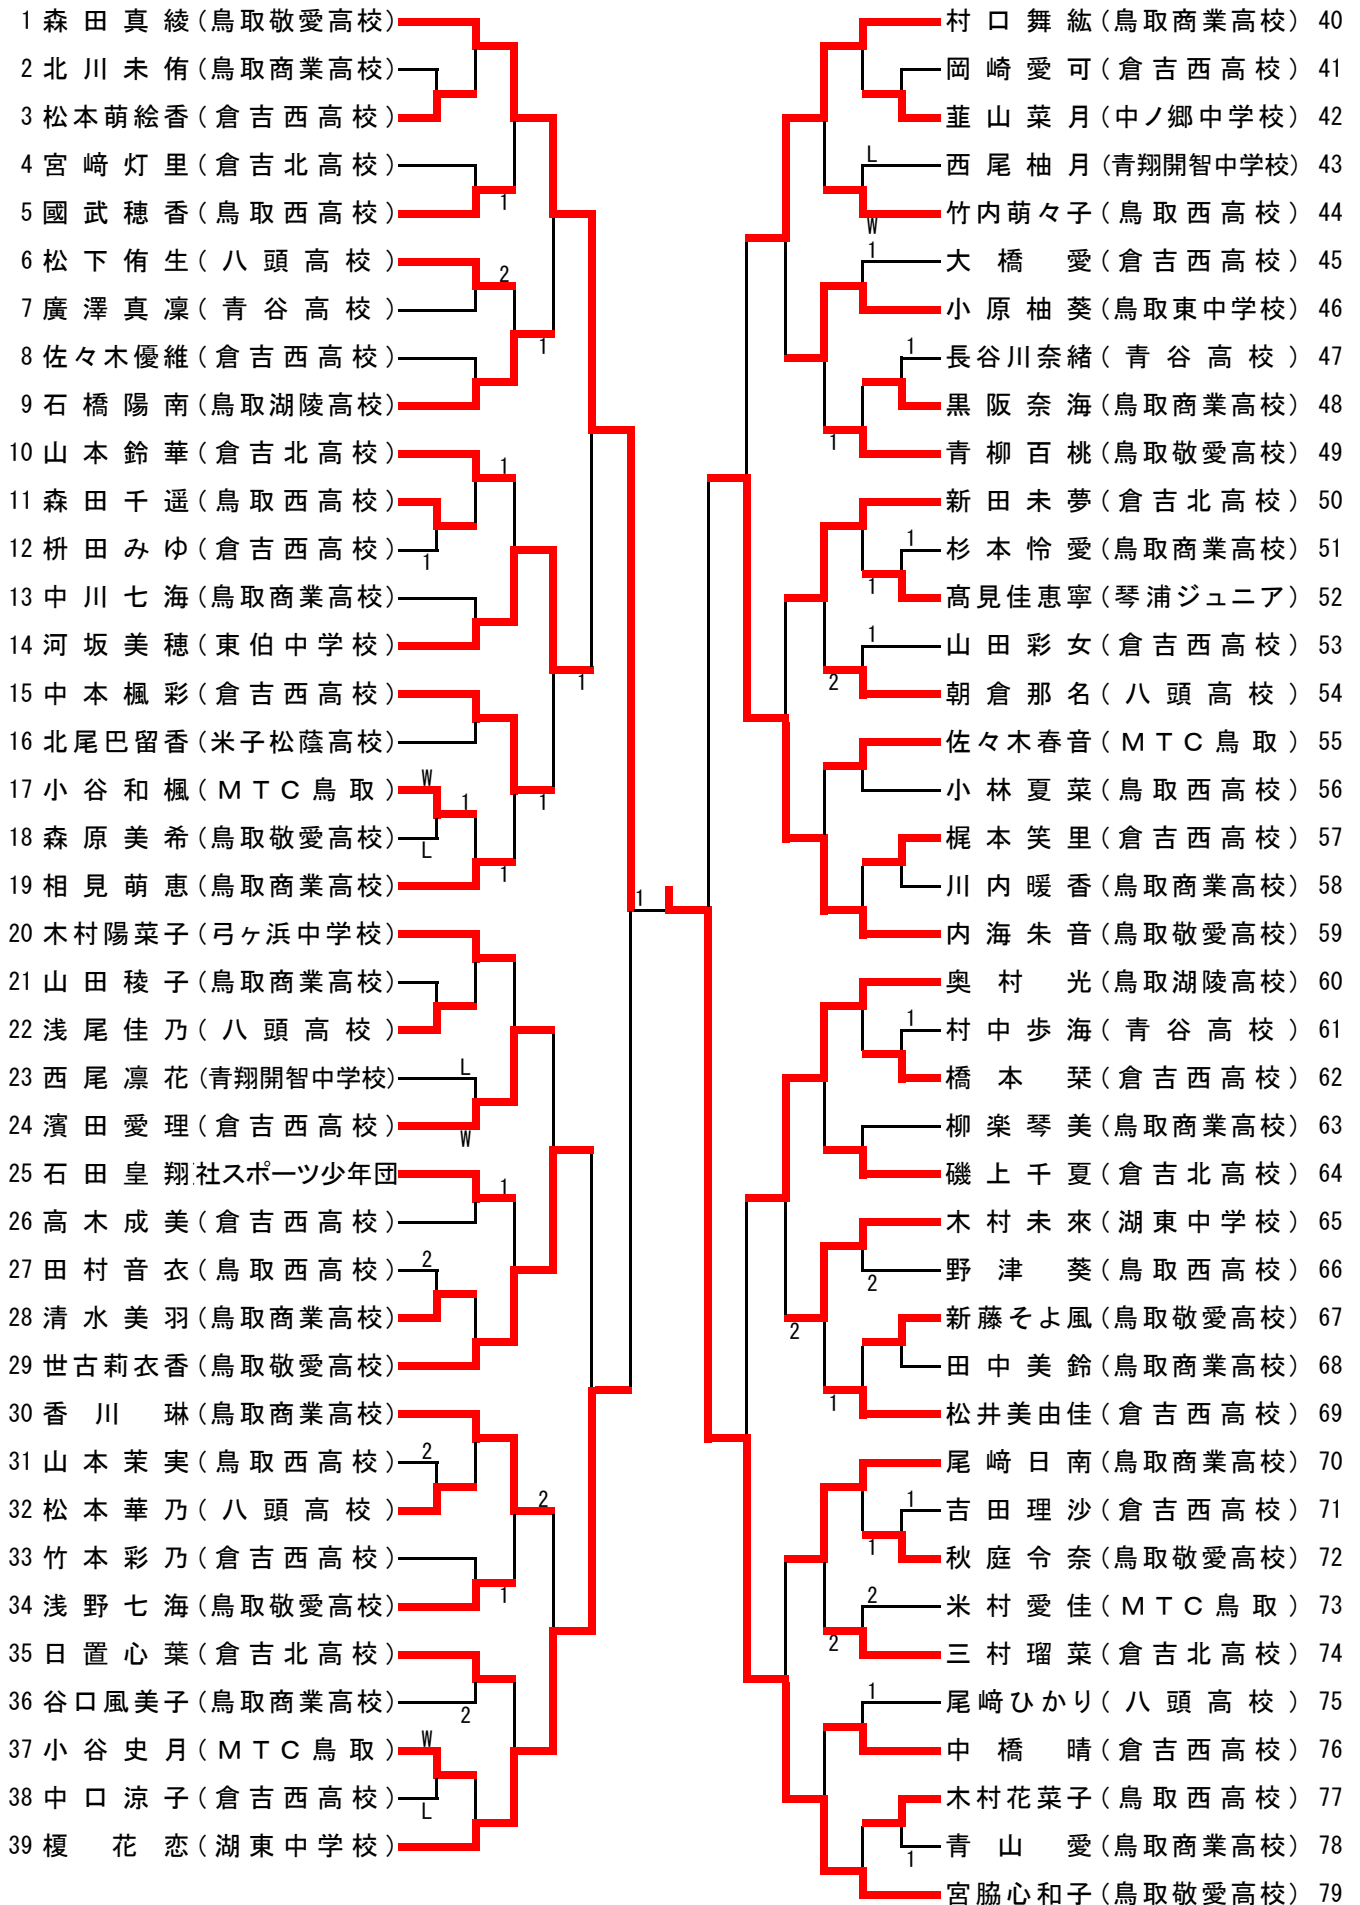 1 森田真綾(鳥取敬愛高校)
2 北川未侑(鳥取商業高校)
3 松本萌絵香(倉吉西高校)
4 宮﨑灯里(倉吉北高校)
5 國武穂香(鳥取西高校)
1
6 松下侑生(八頭高校)
2
7 廣澤真凜(青谷高校)
8 佐々木優維(倉吉西高校)
1
9 石橋陽南(鳥取湖陵高校)
10 山本鈴華(倉吉北高校)
1
11 森田千遥(鳥取西高校)
12 枡田みゆ(倉吉西高校)
1
13 中川七海(鳥取商業高校)
14 河坂美穂(東伯中学校)
1
15 中本楓彩(倉吉西高校)
16 北尾巴留香(米子松蔭高校)
W
17 小谷和楓(MTC鳥取)
1
1
18 森原美希(鳥取敬愛高校)
L
19 相見萌恵(鳥取商業高校)
1
1
20 木村陽菜子(弓ヶ浜中学校)
21 山田稜子(鳥取商業高校)
22 浅尾佳乃(八頭高校)
23 西尾凛花(青翔開智中学校)
L
24 濱田愛理(倉吉西高校)
W
25 石田皇翔社スポーツ少年団
1
26 高木成美(倉吉西高校)
27 田村音衣(鳥取西高校)
2
28 清水美羽(鳥取商業高校)
29 世古莉衣香(鳥取敬愛高校)
30 香川琳(鳥取商業高校)
31 山本茉実(鳥取西高校)
2
32 松本華乃(八頭高校)
2
33 竹本彩乃(倉吉西高校)
34 浅野七海(鳥取敬愛高校)
1
35 日置心葉(倉吉北高校)
36 谷口風美子(鳥取商業高校)
2
37 小谷史月(MTC鳥取)
W
38 中口涼子(倉吉西高校)
L
39 榎花恋(湖東中学校)
村口舞紘(鳥取商業高校) 40
岡崎愛可(倉吉西高校) 41
韮山菜月(中ノ郷中学校) 42
L
西尾柚月(青翔開智中学校) 43
竹内萌々子(鳥取西高校) 44
W
1
大橋愛(倉吉西高校) 45
小原柚葵(鳥取東中学校) 46
1
長谷川奈緒(青谷高校) 47
黒阪奈海(鳥取商業高校) 48
1
青柳百桃(鳥取敬愛高校) 49
新田未夢(倉吉北高校) 50
1
杉本怜愛(鳥取商業高校) 51
1
髙見佳恵寧(琴浦ジュニア) 52
1
山田彩女(倉吉西高校) 53
2
朝倉那名(八頭高校) 54
佐々木春音(MTC鳥取) 55
小林夏菜(鳥取西高校) 56
梶本笑里(倉吉西高校) 57
川内暖香(鳥取商業高校) 58
内海朱音(鳥取敬愛高校) 59
奥村光(鳥取湖陵高校) 60
1
村中歩海(青谷高校) 61
橋本栞(倉吉西高校) 62
柳楽琴美(鳥取商業高校) 63
磯上千夏(倉吉北高校) 64
木村未來(湖東中学校) 65
野津葵(鳥取西高校) 66
2
新藤そよ風(鳥取敬愛高校) 67
2
田中美鈴(鳥取商業高校) 68
1
松井美由佳(倉吉西高校) 69
尾﨑日南(鳥取商業高校) 70
1
吉田理沙(倉吉西高校) 71
1
秋庭令奈(鳥取敬愛高校) 72
2
米村愛佳(MTC鳥取) 73
2
三村瑠菜(倉吉北高校) 74
1
尾﨑ひかり(八頭高校) 75
中橋晴(倉吉西高校) 76
木村花菜子(鳥取西高校) 77
青山愛(鳥取商業高校) 78
1
宮脇心和子(鳥取敬愛高校) 79